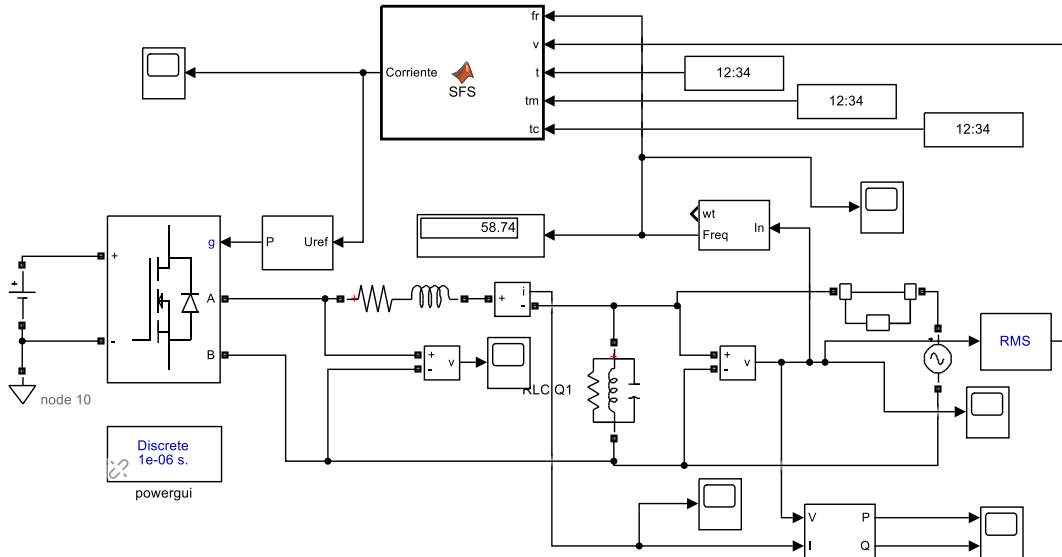 fr
v
Corriente
t
12:34
SFS
tm
12:34
tc
12:34
wt
58.74
Freq
In
g
P
Uref
+
A
+
i
-
RMS
-
B
+
-
v
+
-
v
RLC Q1
node 10
Discrete
1e-06 s.
powergui
V
P
I
Q